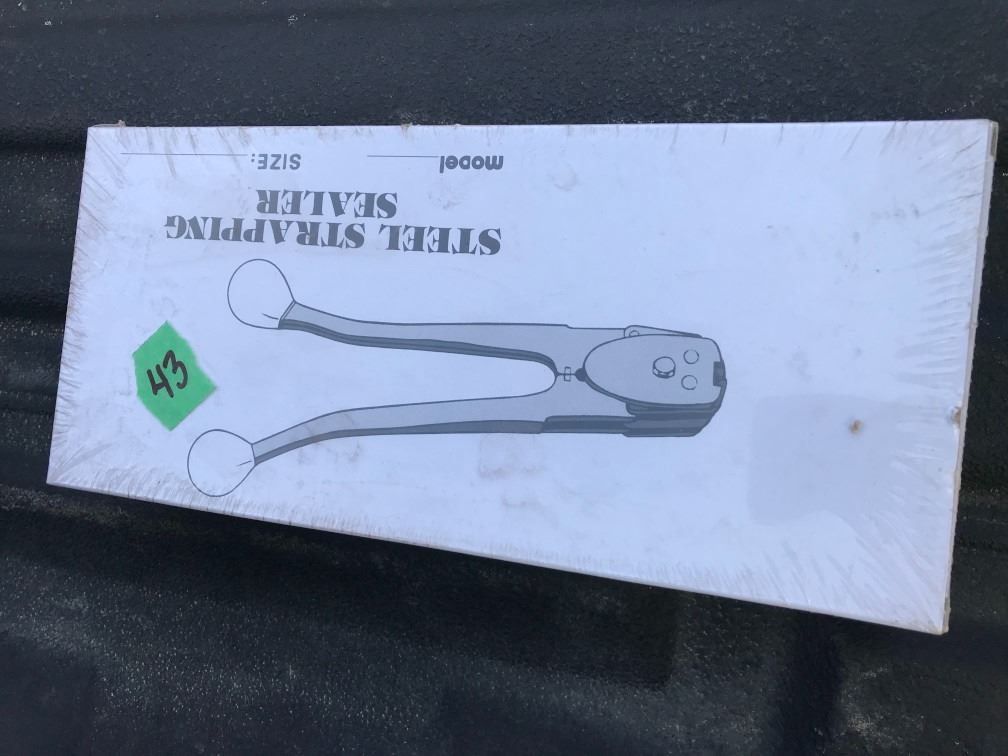 STEEL STRAPPING
SEALER
model SIZE:
43